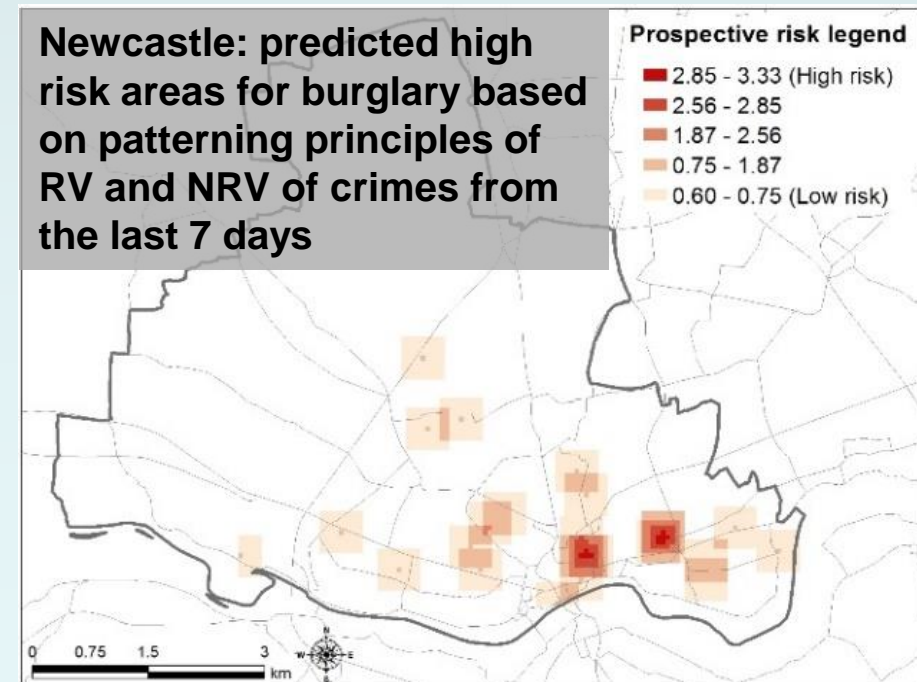 Newcastle: predicted high
risk areas for burglary based
on patterning principles of
RV and NRV of crimes from
the last 7 days
Prospective risk legend
2.85 - 3.33 (High risk)
2.56 - 2.85
1.87 - 2.56
0.75 - 1.87
0.60 - 0.75 (Low risk)
0 0.75 1.5 3
km
N
W E
S